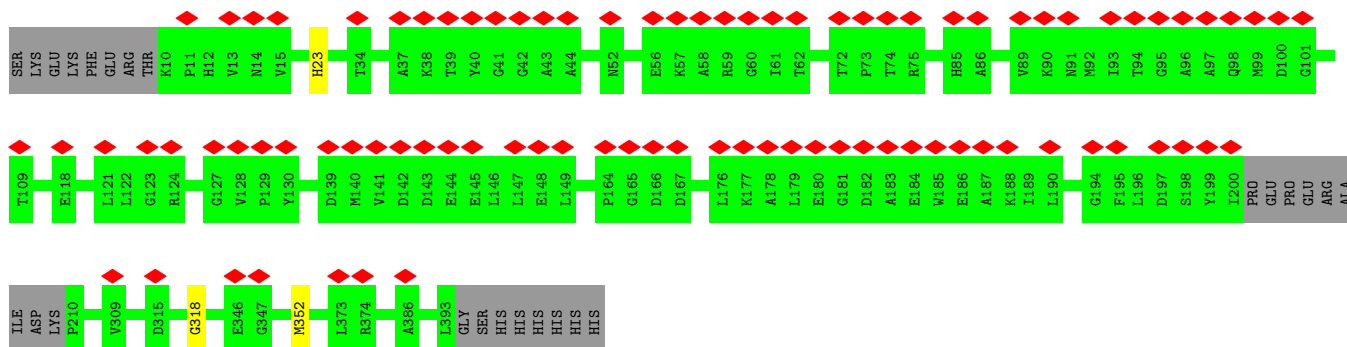 SER LYS GLU LYS PHE GLU ARG THR K10 P11 H12 V13 N14 V15 H23 T34 A37 K38 T39 Y40 G41 G42 A43 A44 N52 E56 K57 A58 R59 G60 I61 T62 T72 P73 T74 R75 H85 A86 V89 K90 N91 M92 I93 T94 G95 A96 A97 Q98 M99 D100 G101
T109 E118 L121 L122 G123 R124 G127 V128 P129 Y130 D139 M140 V141 D142 D143 E144 E145 L146 L147 E148 L149 P164 G165 D166 D167 L176 K177 A178 L179 E180 G181 D182 A183 E184 W185 E186 A187 K188 I189 L190 G194 F195 L196 D197 S198 Y199 I200 PRO GLU PRO GLU ARG ALA
ILE ASP LYS P210 V309 D315 G318 E346 G347 M352 L373 R374 A386 L393 GLY SER HIS HIS HIS HIS HIS HIS